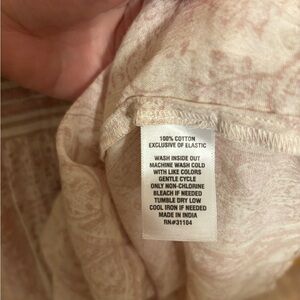 100% COTTON
EXCLUSIVE OF ELASTIC
WASH INSIDE OUT
MACHINE WASH COLD
WITH LIKE COLORS
GENTLE CYCLE
ONLY NON-CHLORINE
BLEACH IF NEEDED
TUMBLE DRY LOW
COOL IRON IF NEEDED
MADE IN INDIA
RN#31104